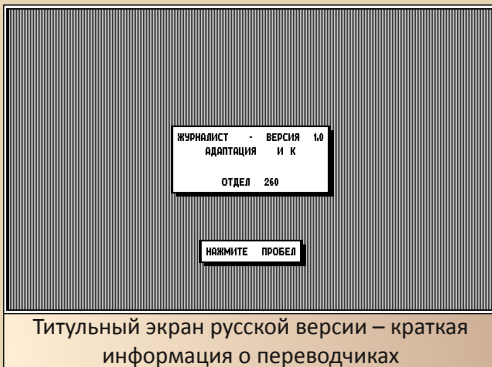 ЖУРНАЛИСТ - ВЕРСИЯ 1.0
АДАПТАЦИЯ И К
ОТДЕЛ 260
НАЖМИТЕ ПРОБЕЛ
Титульный экран русской версии – краткая
информация о переводчиках